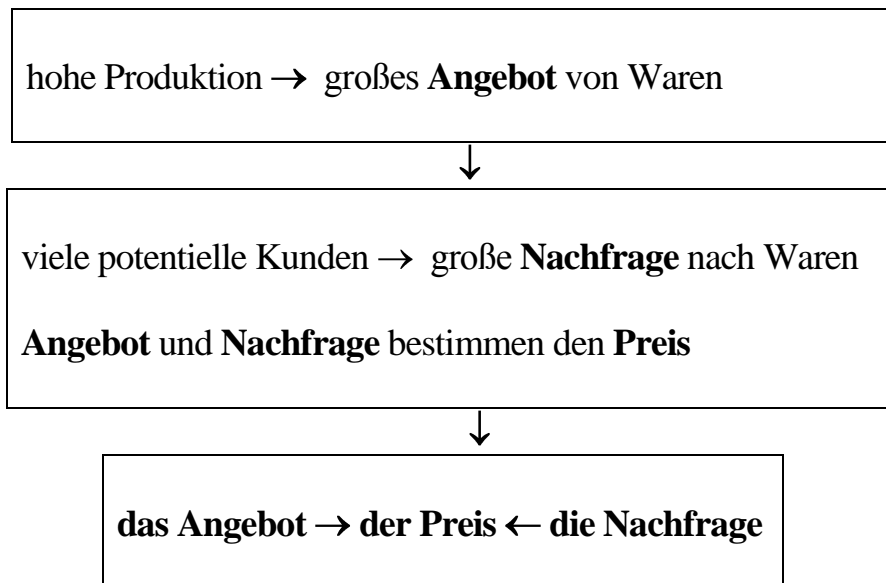 hohe Produktion → großes Angebot von Waren
↓
viele potentielle Kunden → große Nachfrage nach Waren
Angebot und Nachfrage bestimmen den Preis
↓
das Angebot → der Preis ← die Nachfrage